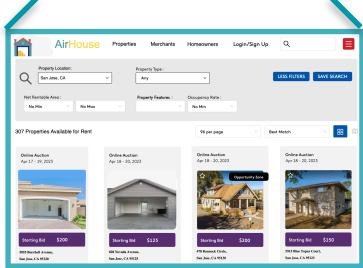 AirHouse
Properties
Merchants
Homeowners
Login/Sign Up
Property Location:
San Jose, CA
Property Type :
Any
LESS FILTERS
SAVE SEARCH
Net Rentable Area :
No Min
No Max
Property Features :
Occupancy Rate :
No Min
307 Properties Available for Rent
96 per page
Best Match
Online Auction
Apr 17 - 19, 2023
Starting Bid $200
San Jose, CA 95120
Online Auction
Apr 18 - 20, 2023
Starting Bid $125
San Jose, CA 95125
Online Auction
Apr 18 - 20, 2023
Opportunity Zone
Starting Bid $200
San Jose, CA 95120
Online Auction
Apr 18 - 20, 2023
Starting Bid $150
San Jose, CA 95121